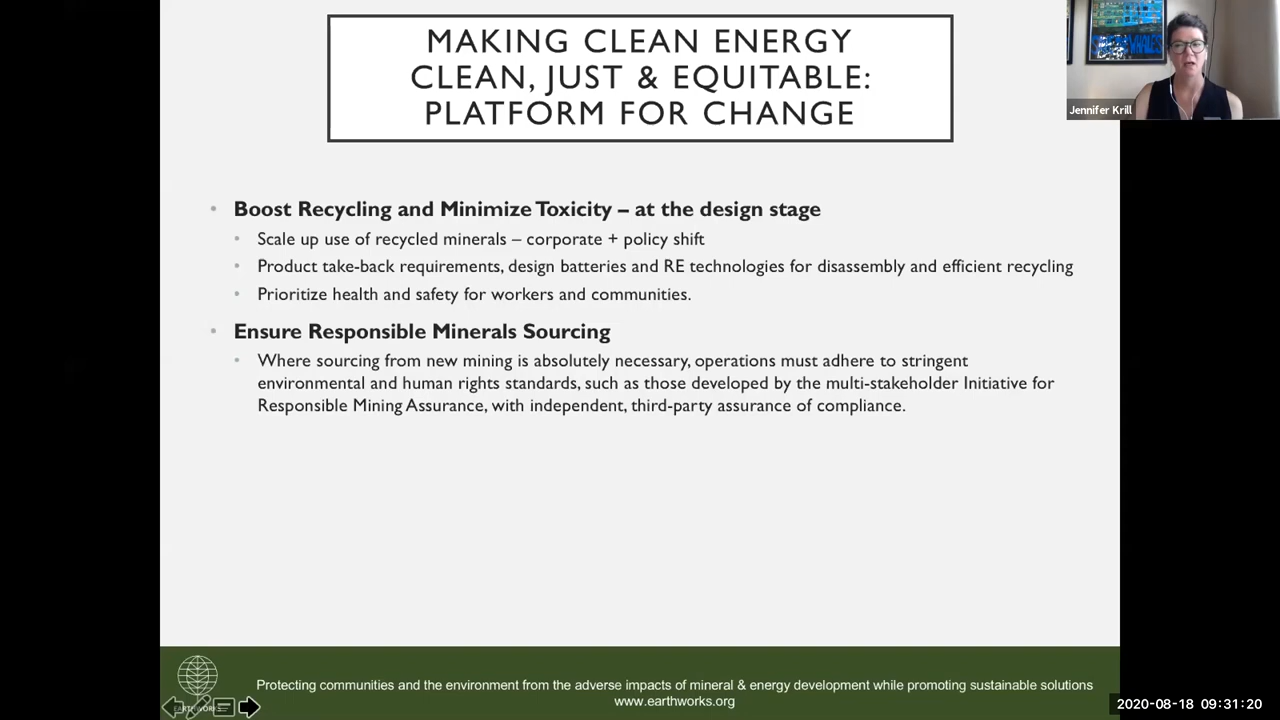 MAKING CLEAN ENERGY
CLEAN, JUST & EQUITABLE:
PLATFORM FOR CHANGE
Jennifer Krill
• Boost Recycling and Minimize Toxicity – at the design stage
• Scale up use of recycled minerals – corporate + policy shift
• Product take-back requirements, design batteries and RE technologies for disassembly and efficient recycling
• Prioritize health and safety for workers and communities.
• Ensure Responsible Minerals Sourcing
• Where sourcing from new mining is absolutely necessary, operations must adhere to stringent
environmental and human rights standards, such as those developed by the multi-stakeholder Initiative for
Responsible Mining Assurance, with independent, third-party assurance of compliance.
EARTHWORKS
Protecting communities and the environment from the adverse impacts of mineral & energy development while promoting sustainable solutions
www.earthworks.org
2020-08-18 09:31:20